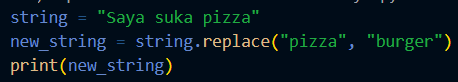 string = "Saya suka pizza"
new_string = string.replace("pizza", "burger")
print(new_string)